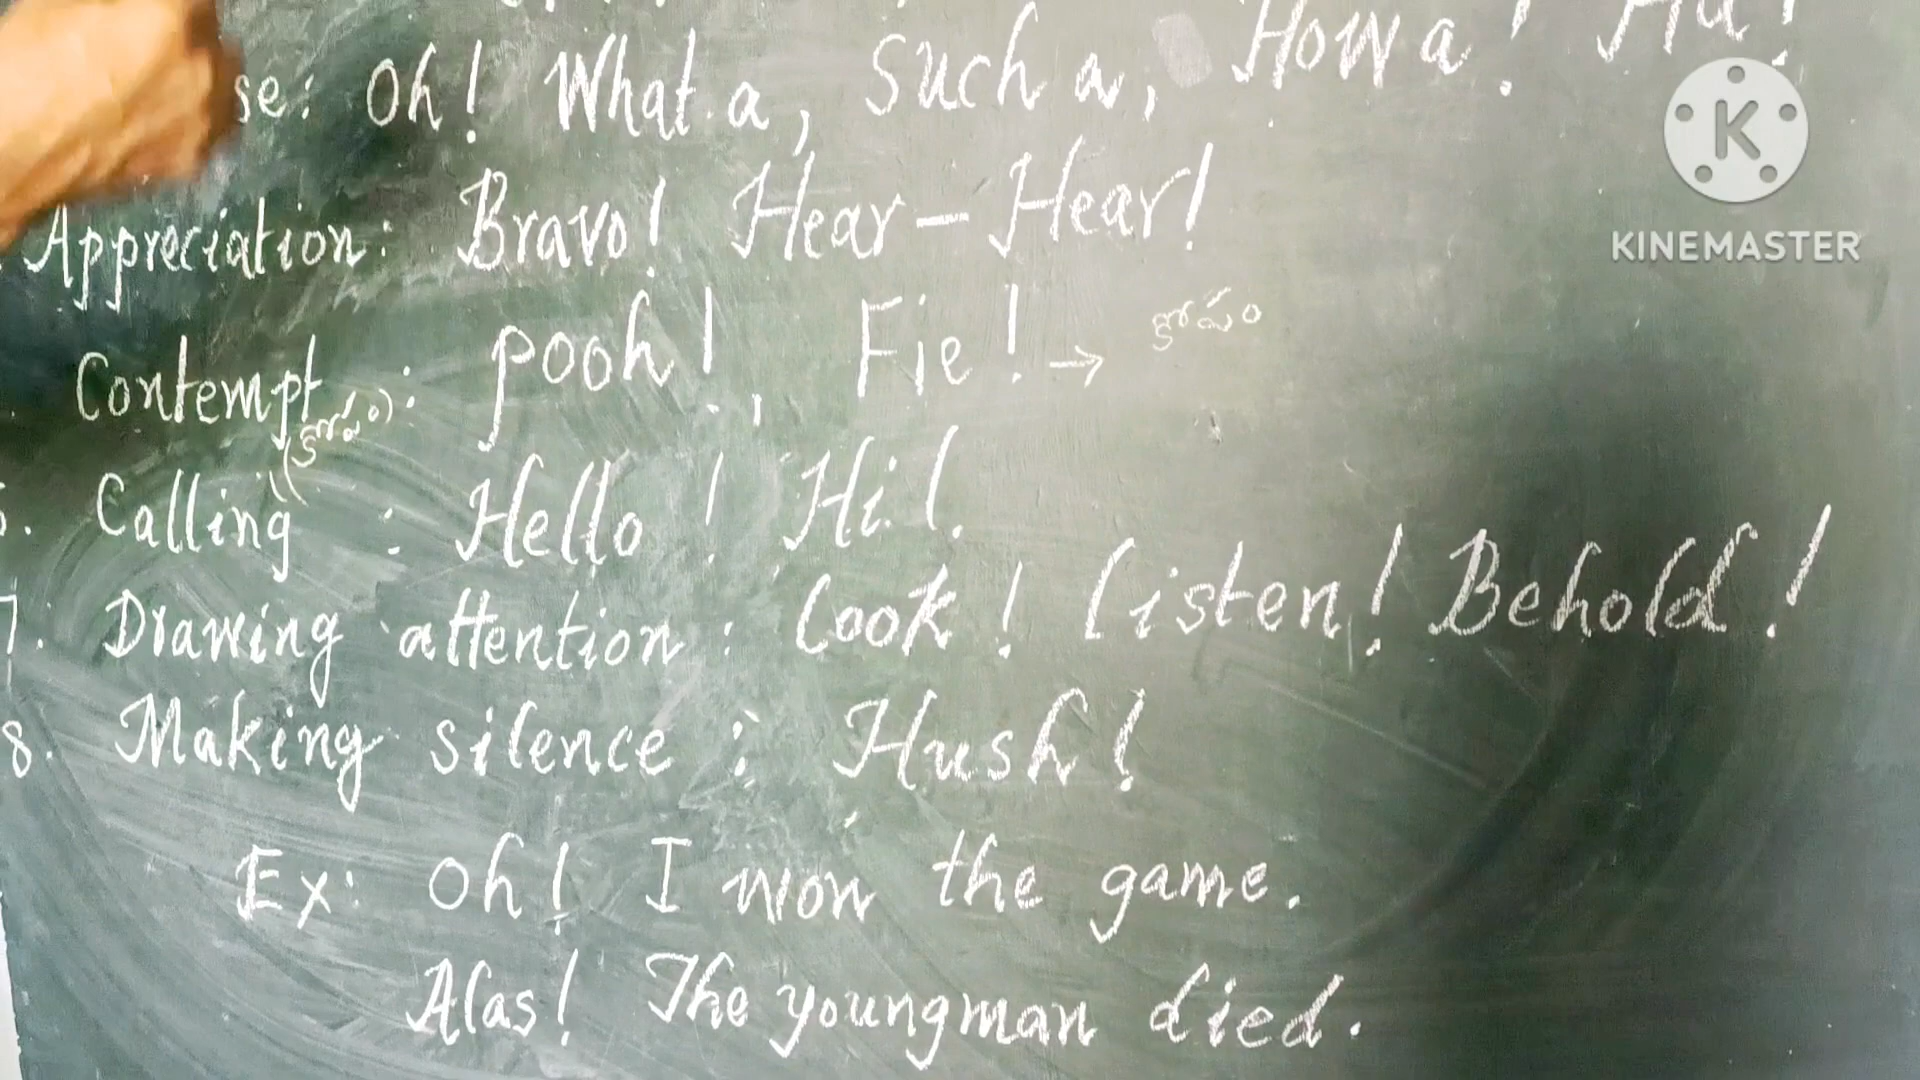 se: Oh! What a, Such a, How a! Ha!
Appreciation: Bravo! Hear – Hear!
Contempt (కోపం): pooh!, Fie! → కోపం
Calling : Hello! Hi!
7. Drawing attention: Look! Listen! Behold!
8. Making silence: Hush!
Ex: Oh! I won the game.
Alas! The youngman died.
K
KINEMASTER